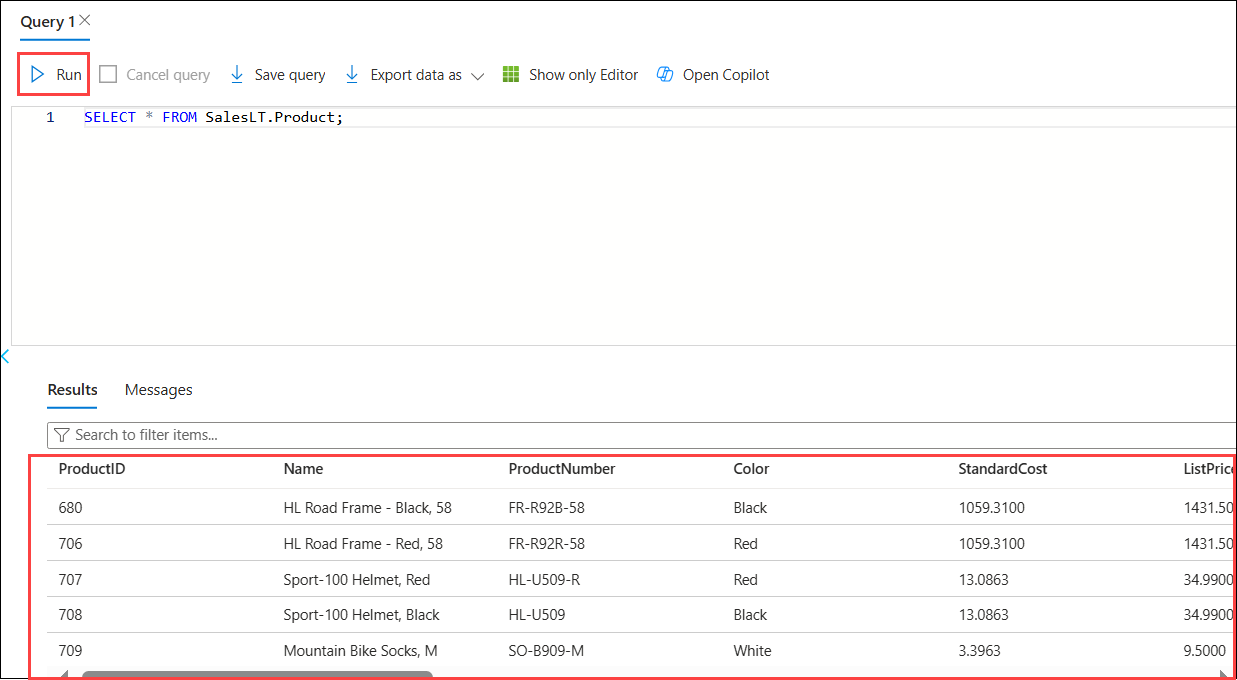 Query 1
Run Cancel query Save query Export data as Show only Editor Open Copilot
1 SELECT * FROM SalesLT.Product;
Results Messages
Search to filter items...
ProductID Name ProductNumber Color StandardCost ListPrice
680 HL Road Frame - Black, 58 FR-R92B-58 Black 1059.3100 1431.50
706 HL Road Frame - Red, 58 FR-R92R-58 Red 1059.3100 1431.50
707 Sport-100 Helmet, Red HL-U509-R Red 13.0863 34.9900
708 Sport-100 Helmet, Black HL-U509 Black 13.0863 34.9900
709 Mountain Bike Socks, M SO-B909-M White 3.3963 9.5000